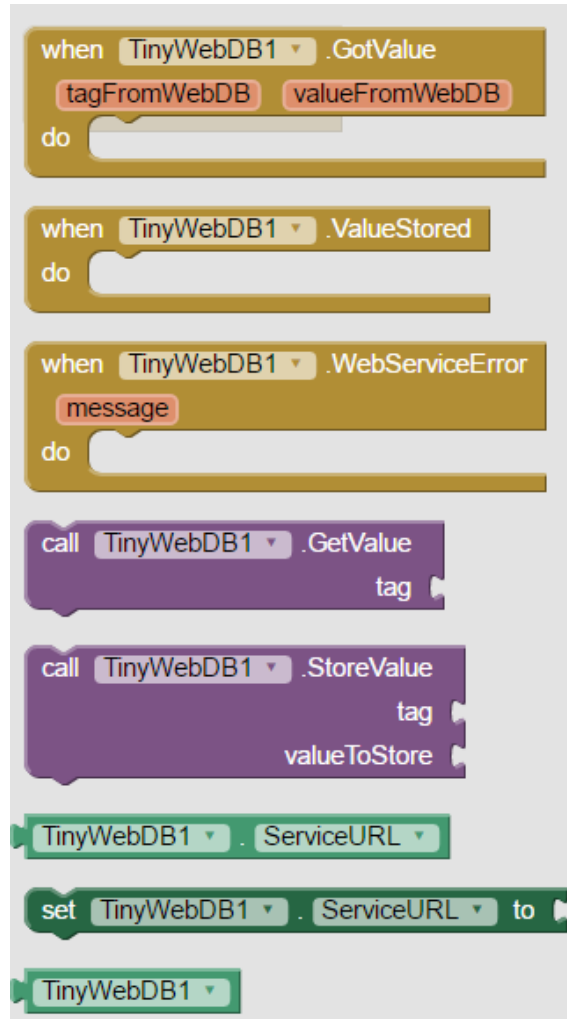 when TinyWebDB1 .GotValue
tagFromWebDB valueFromWebDB
do
when TinyWebDB1 .ValueStored
do
when TinyWebDB1 .WebServiceError
message
do
call TinyWebDB1 .GetValue
tag
call TinyWebDB1 .StoreValue
tag
valueToStore
TinyWebDB1 . ServiceURL
set TinyWebDB1 . ServiceURL to
TinyWebDB1